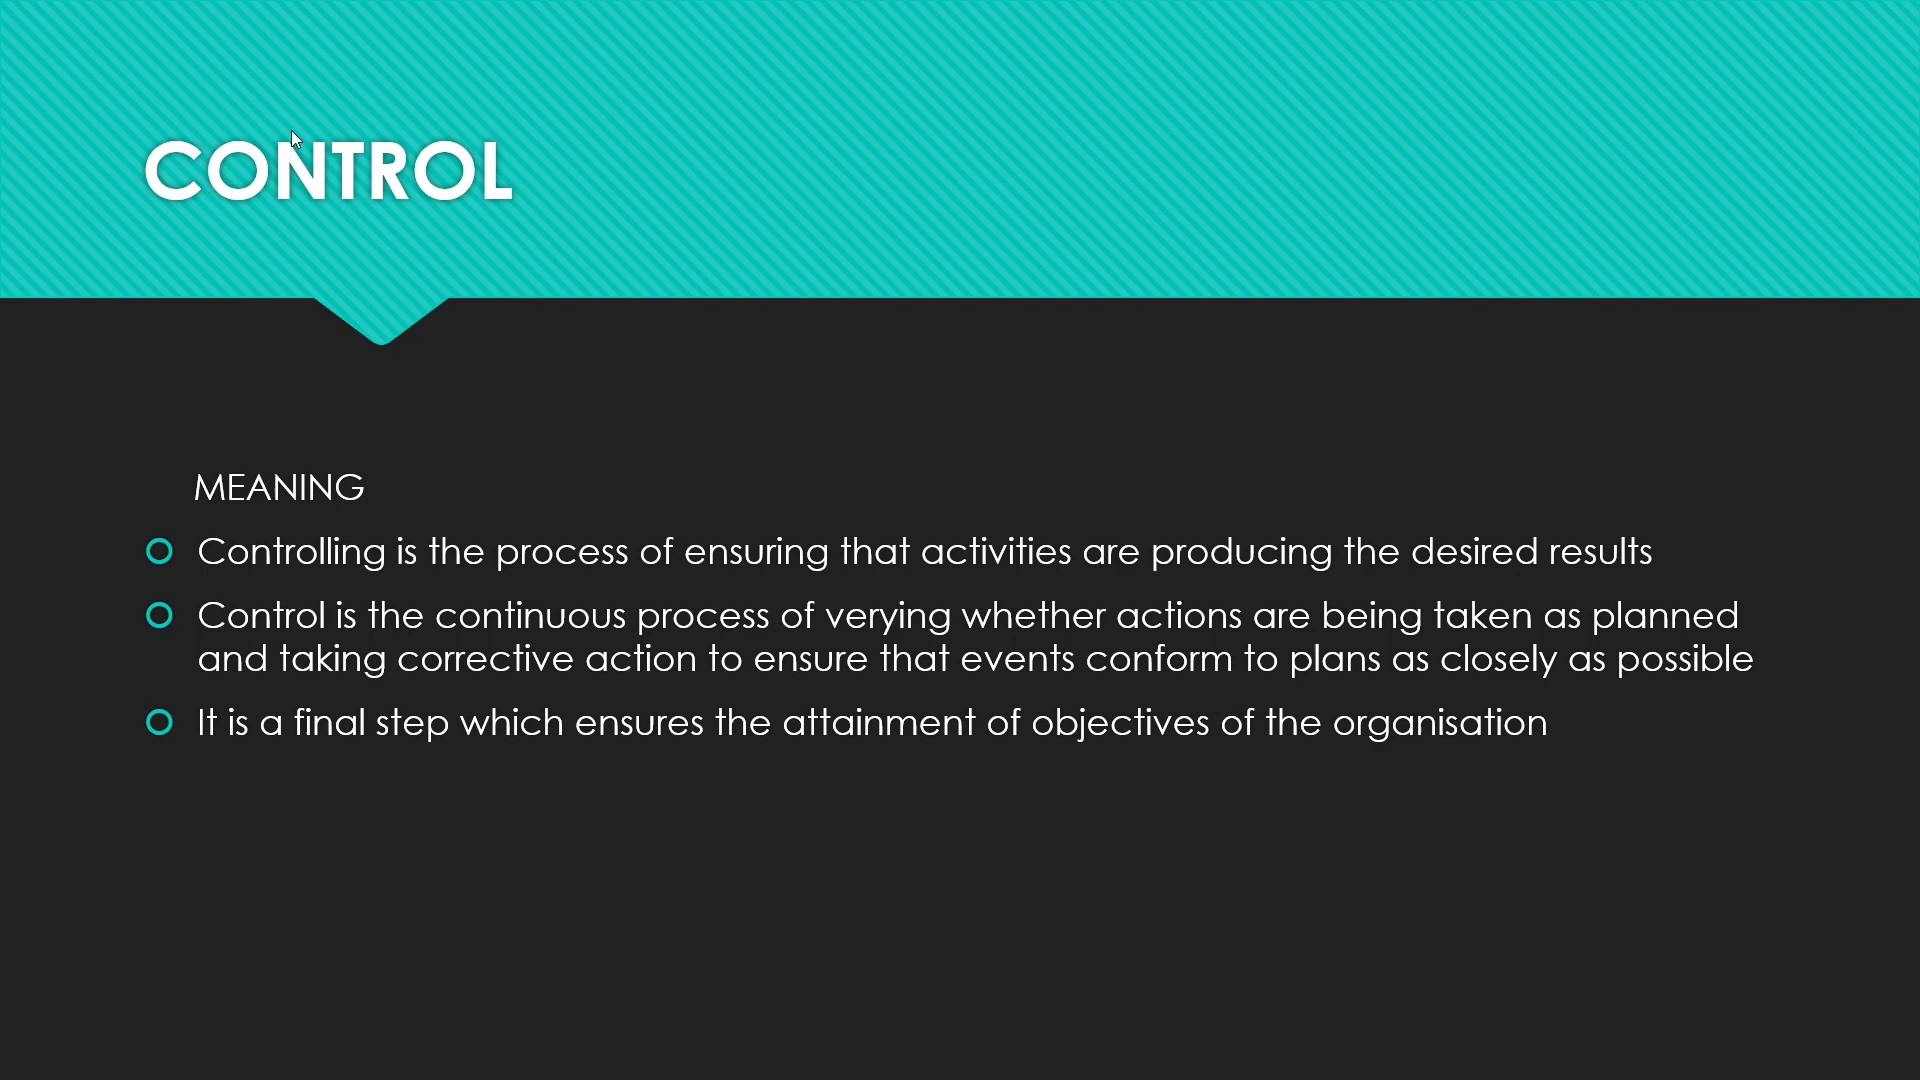 CONTROL
MEANING
Controlling is the process of ensuring that activities are producing the desired results
Control is the continuous process of verying whether actions are being taken as planned
and taking corrective action to ensure that events conform to plans as closely as possible
It is a final step which ensures the attainment of objectives of the organisation